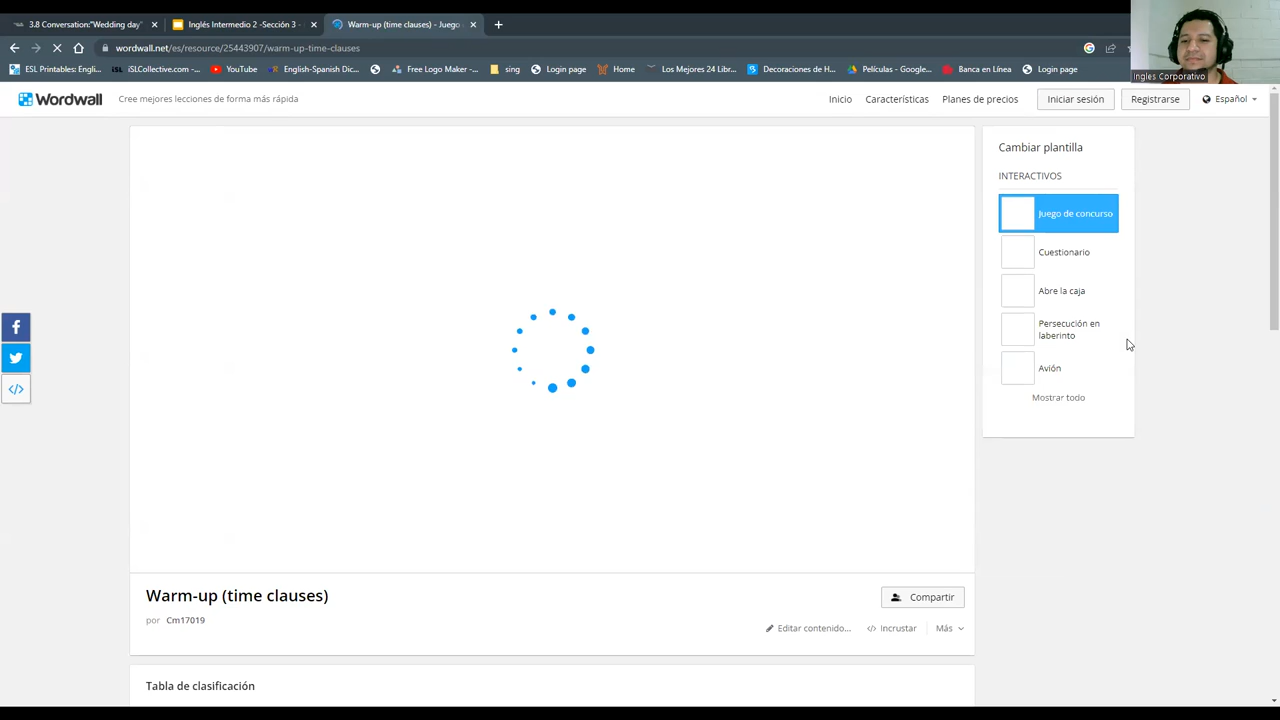 3.8 Conversation:"Wedding day"
Inglés Intermedio 2 -Sección 3 -
Warm-up (time clauses) - Juego
wordwall.net/es/resource/25443907/warm-up-time-clauses
Ingles Corporativo
ESL Printables: Engli...
iSLCollective.com -...
YouTube
English-Spanish Dic...
Free Logo Maker -...
sing
Login page
Home
Los Mejores 24 Libr...
Decoraciones de H...
Películas - Google...
Banca en Línea
Login page
Wordwall
Cree mejores lecciones de forma más rápida
Inicio
Características
Planes de precios
Iniciar sesión
Registrarse
Español
Cambiar plantilla
INTERACTIVOS
Juego de concurso
Cuestionario
Abre la caja
Persecución en
laberinto
Avión
Mostrar todo
Warm-up (time clauses)
Compartir
por Cm17019
Editar contenido...
Incrustar
Más
Tabla de clasificación